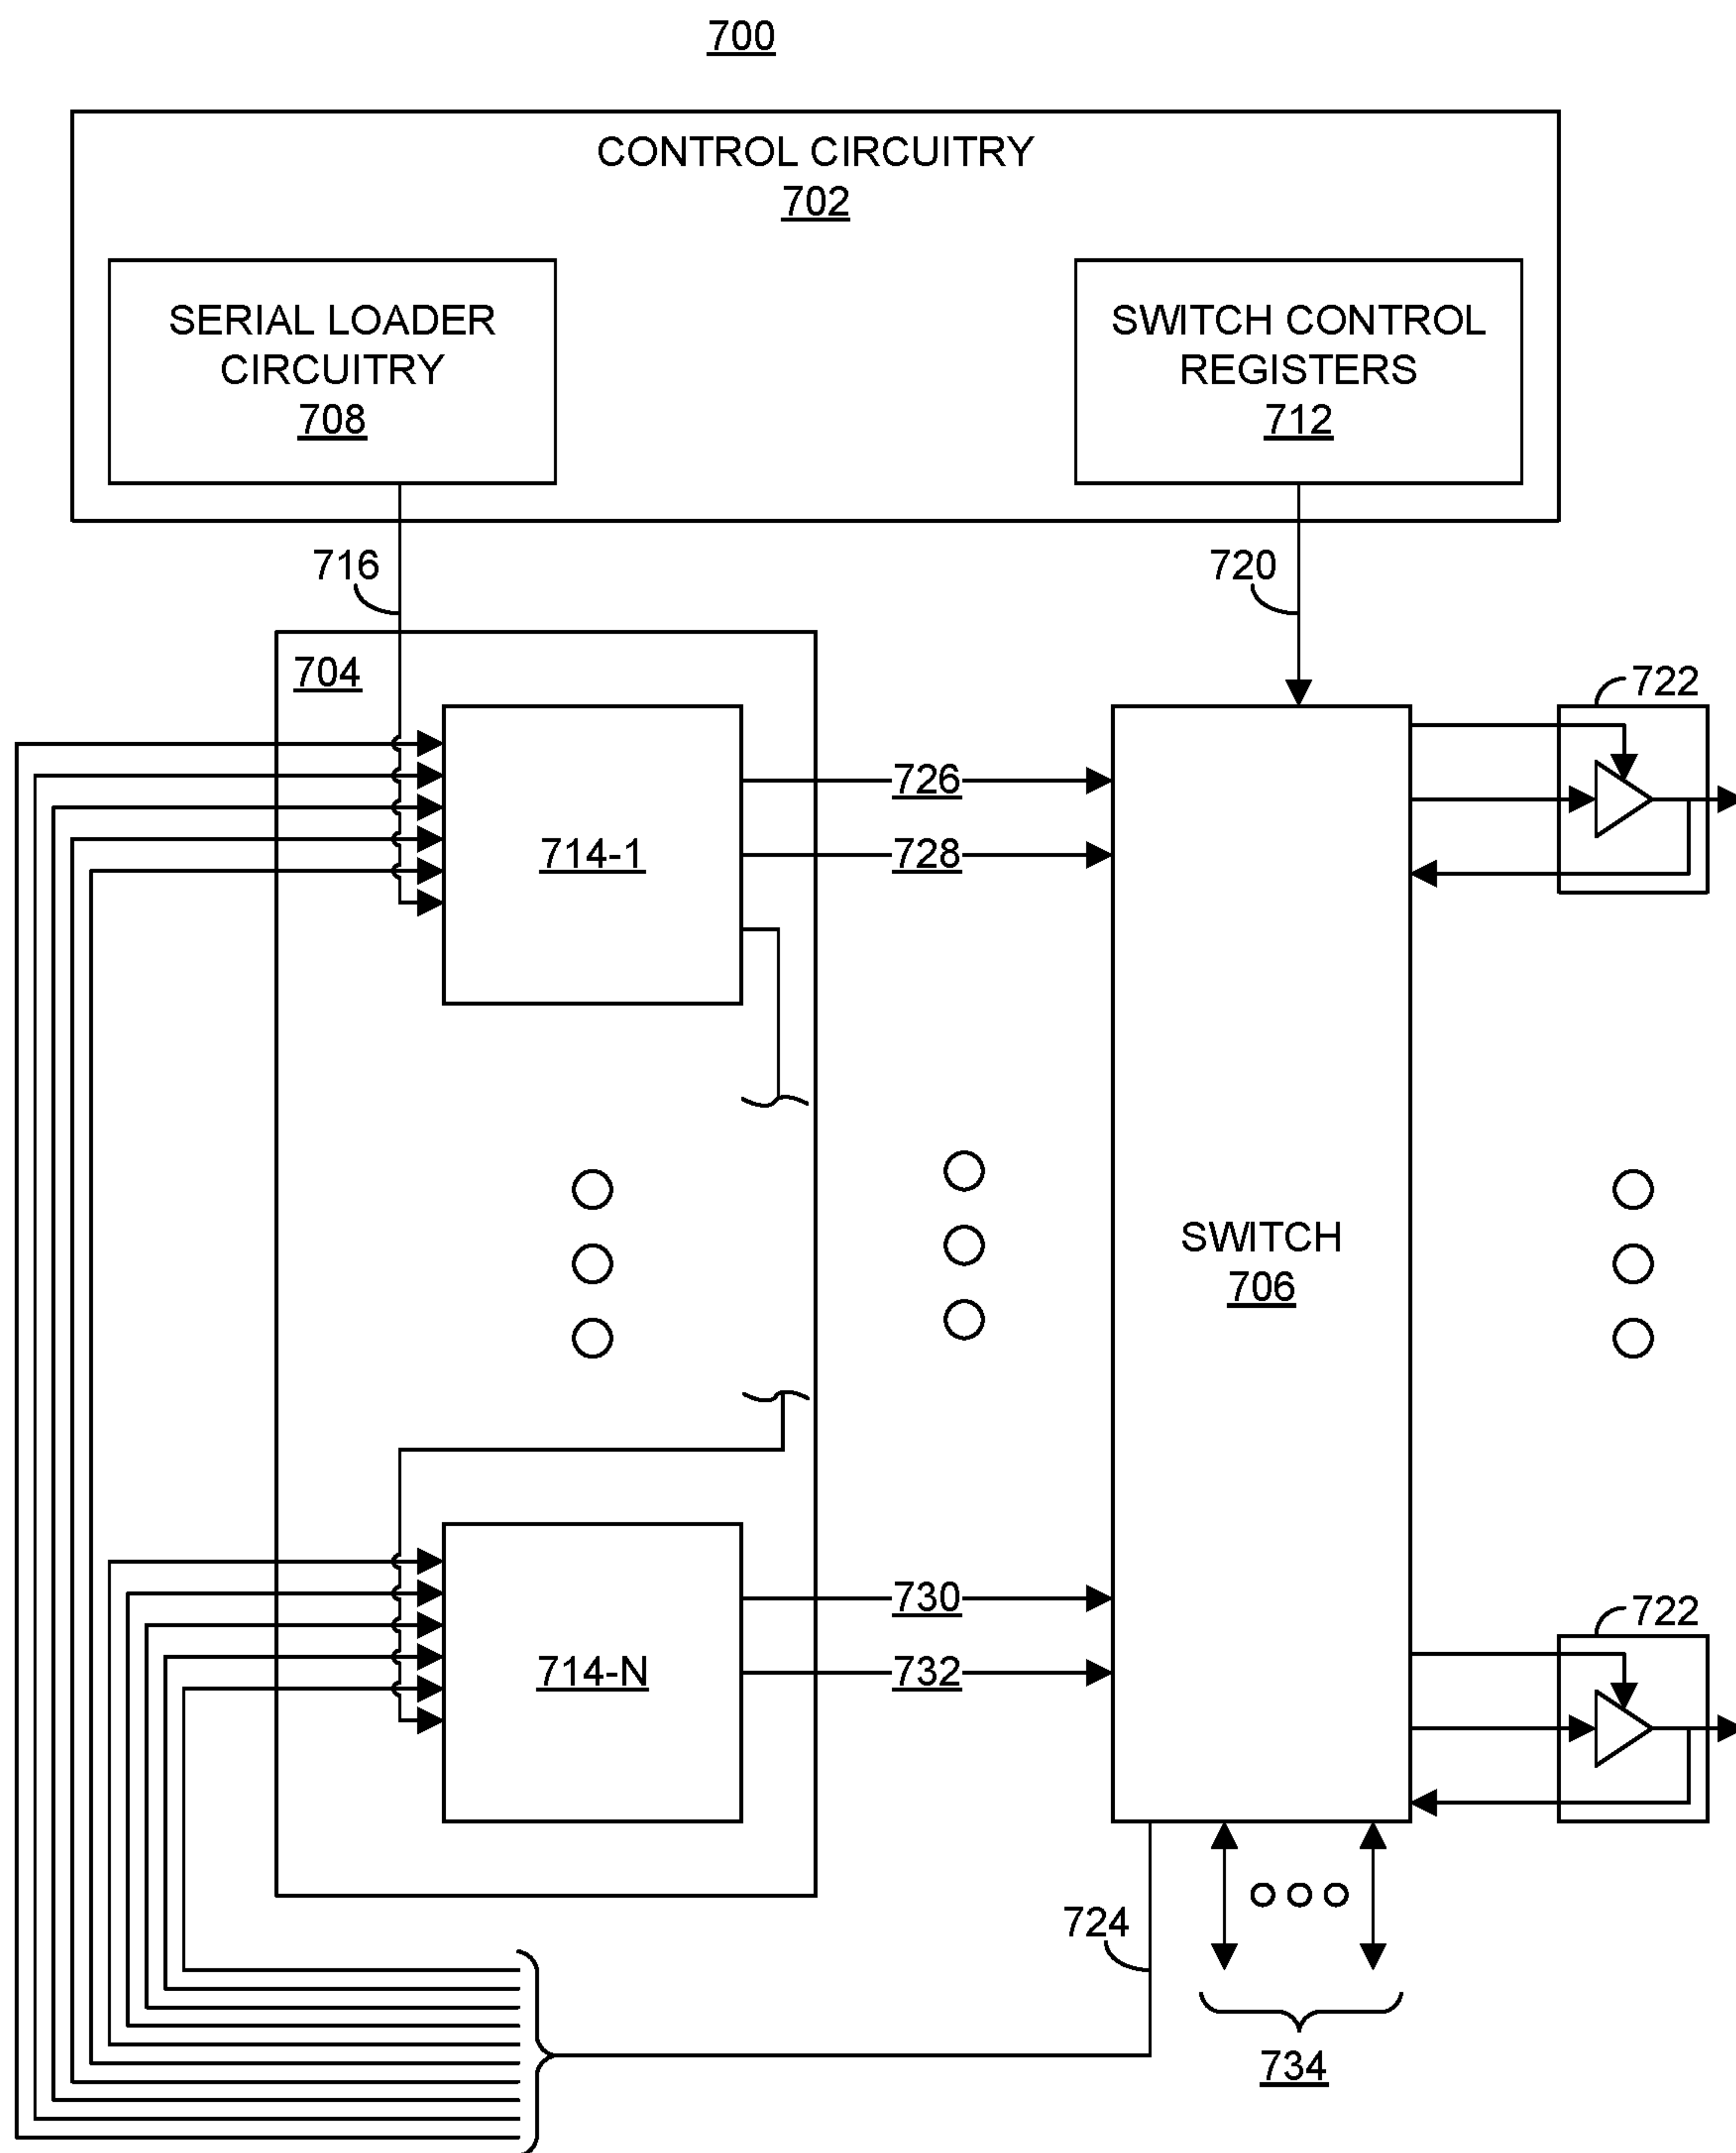 700
CONTROL CIRCUITRY
702
SERIAL LOADER
CIRCUITRY
708
SWITCH CONTROL
REGISTERS
712
716
720
704
722
726
714-1
728
SWITCH
706
730
722
714-N
732
724
734